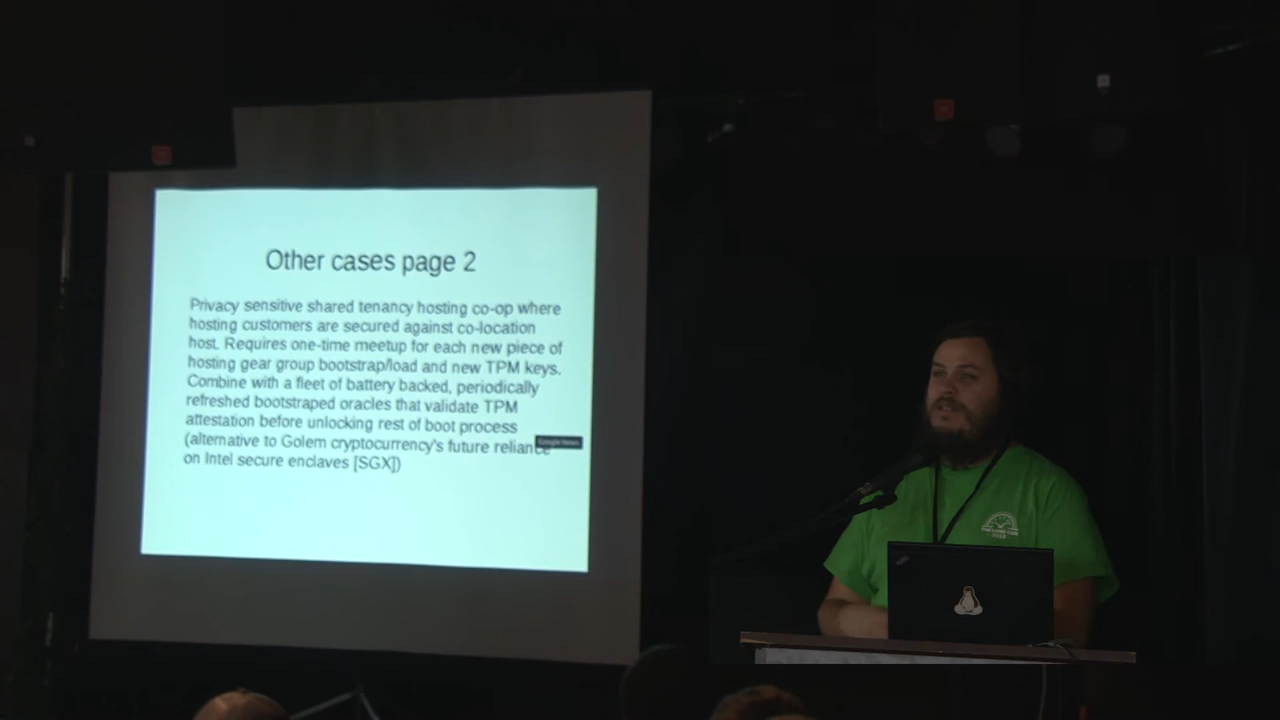 Other cases page 2
Privacy sensitive shared tenancy hosting co-op where
hosting customers are secured against co-location
host. Requires one-time meetup for each new piece of
hosting gear group bootstrap/load and new TPM keys.
Combine with a fleet of battery backed, periodically
refreshed bootstraped oracles that validate TPM
attestation before unlocking rest of boot process
(alternative to Golem cryptocurrency's future reliance
on Intel secure enclaves [SGX])
Google News